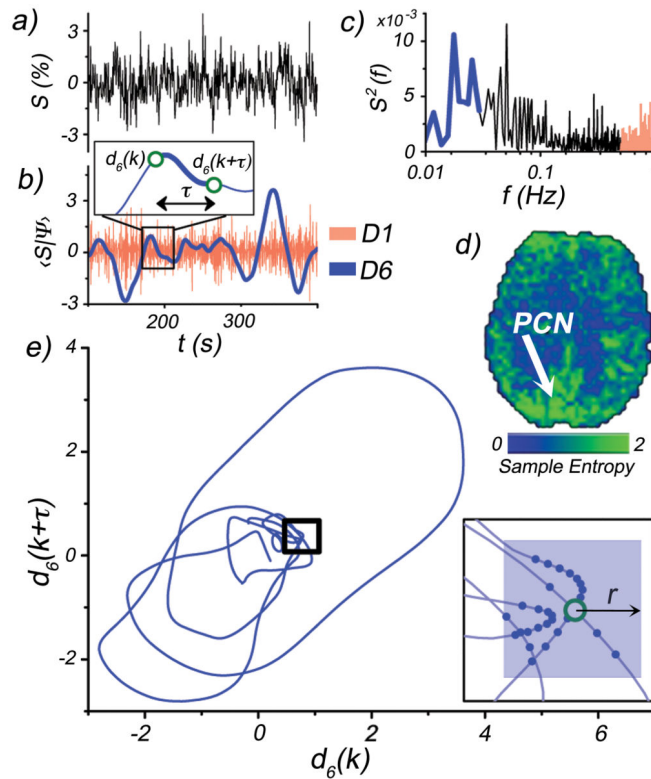 a)
S (%)
3
0
-3
c)
S²(f)
10 ×10⁻³
5
0
0.01
0.1
1
f (Hz)
b)
d₆(k)
d₆(k+τ)
τ
‹S|Ψ›
3
0
-3
200
300
t (s)
D1
D6
d)
PCN
0
2
Sample Entropy
e)
d₆(k+τ)
4
2
0
-2
-2
0
2
4
6
d₆(k)
r